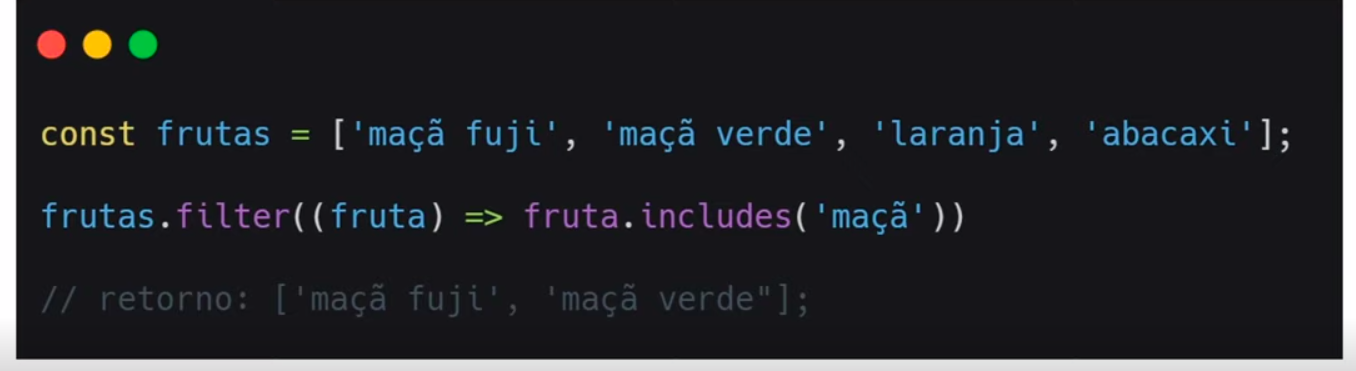 const frutas = ['maçã fuji', 'maçã verde', 'laranja', 'abacaxi'];
frutas.filter((fruta) => fruta.includes('maçã'))
// retorno: ['maçã fuji', 'maçã verde"];